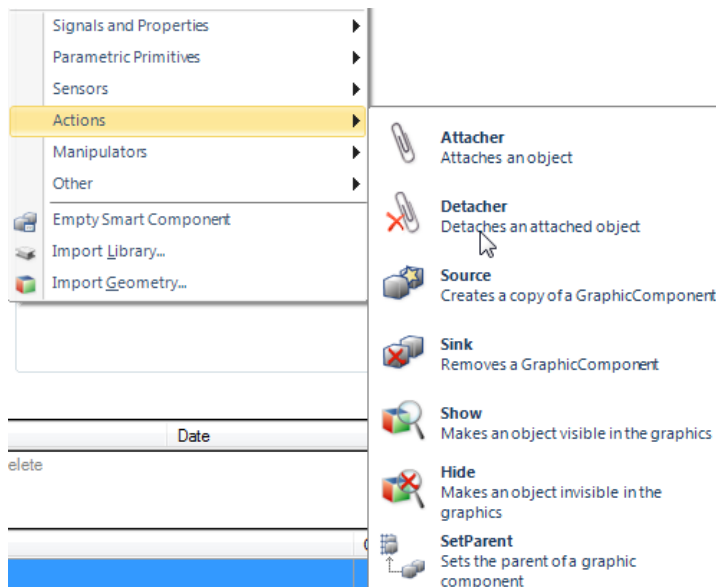 Signals and Properties
Parametric Primitives
Sensors
Actions
Manipulators
Other
Empty Smart Component
Import Library...
Import Geometry...
Attacher
Attaches an object
Detacher
Detaches an attached object
Source
Creates a copy of a GraphicComponent
Sink
Removes a GraphicComponent
Show
Makes an object visible in the graphics
Hide
Makes an object invisible in the
graphics
SetParent
Sets the parent of a graphic
component
Date
elete